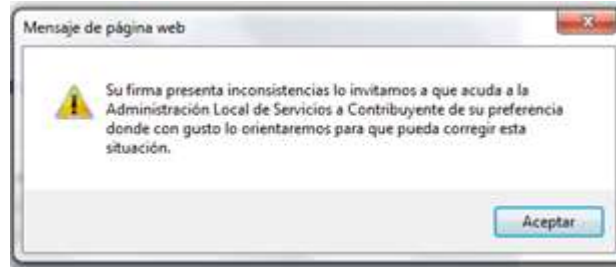 Mensaje de página web
Su firma presenta inconsistencias lo invitamos a que acuda a la
Administración Local de Servicios a Contribuyente de su preferencia
donde con gusto lo orientaremos para que pueda corregir esta
situación.
Aceptar